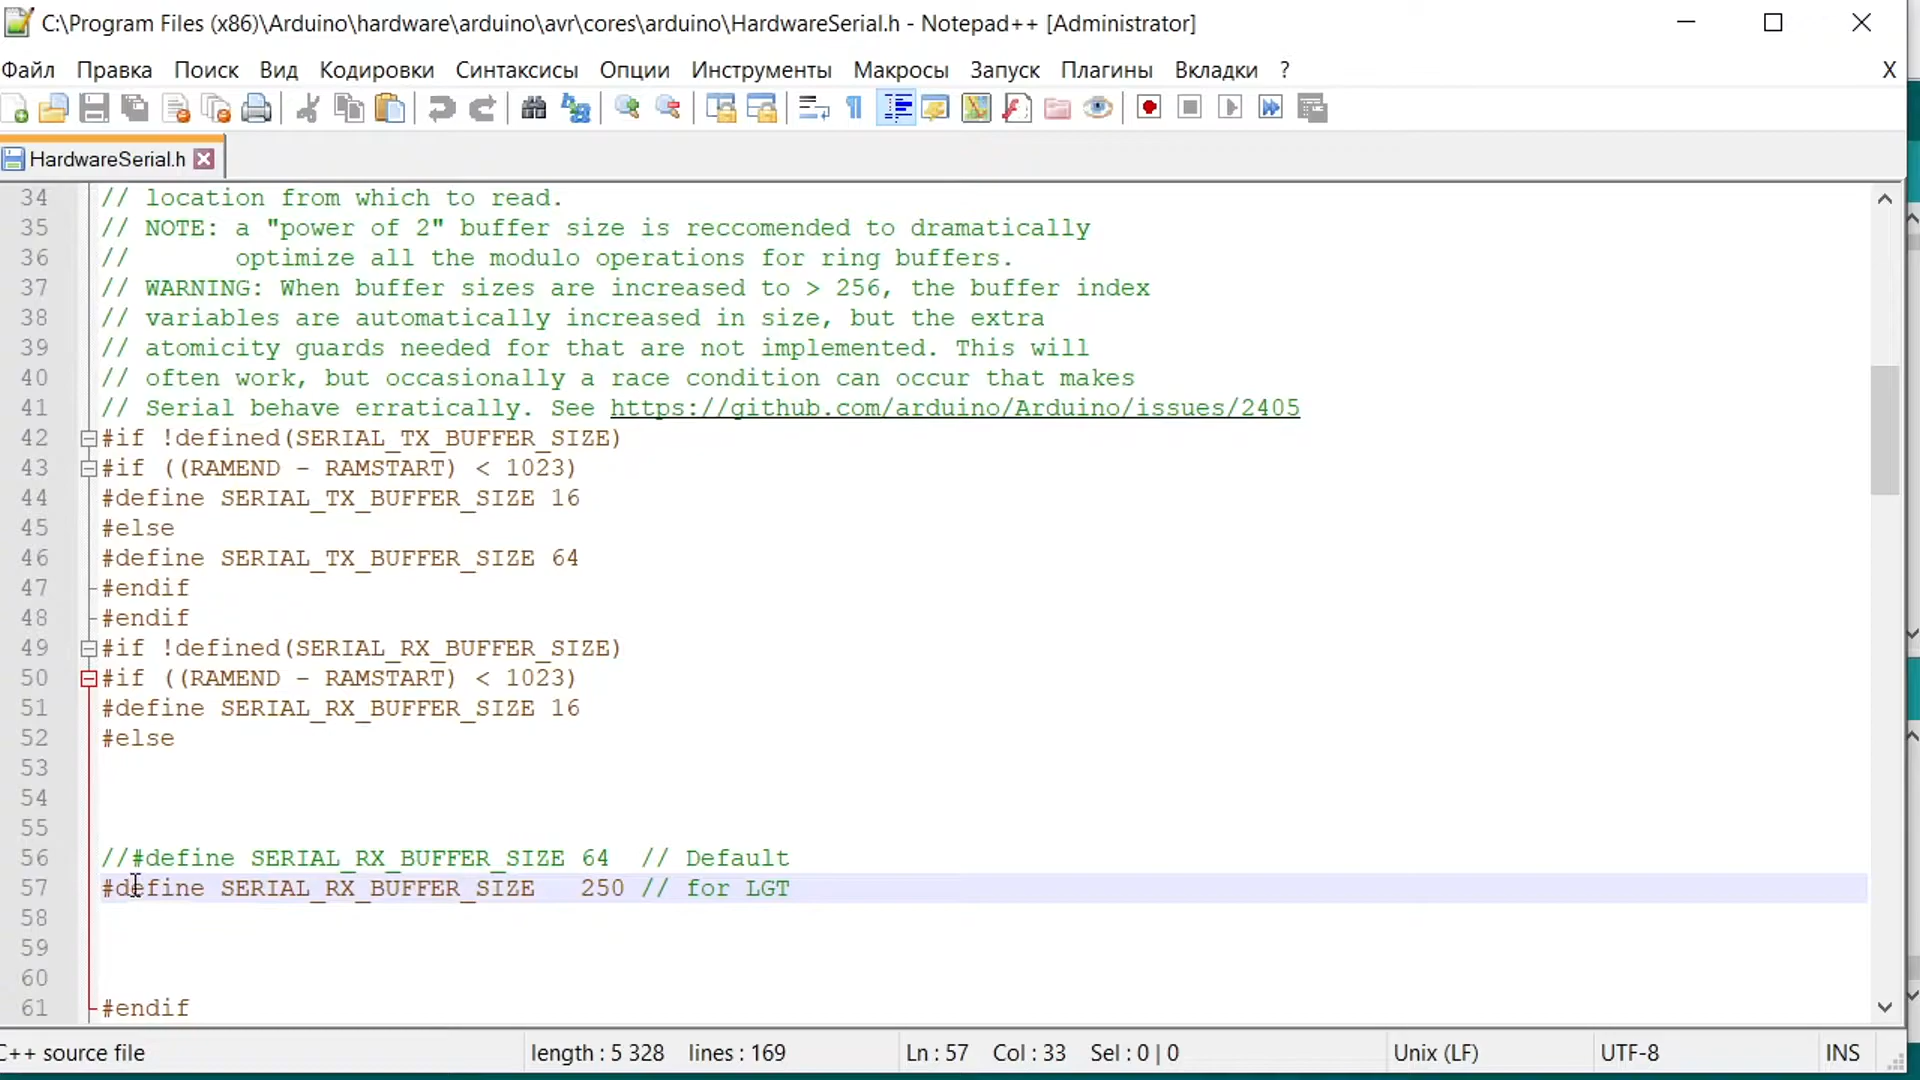 C:\Program Files (x86)\Arduino\hardware\arduino\avr\cores\arduino\HardwareSerial.h - Notepad++ [Administrator]
Файл Правка Поиск Вид Кодировки Синтаксисы Опции Инструменты Макросы Запуск Плагины Вкладки ? X
HardwareSerial.h
34 // location from which to read.
35 // NOTE: a "power of 2" buffer size is reccomended to dramatically
36 //       optimize all the modulo operations for ring buffers.
37 // WARNING: When buffer sizes are increased to > 256, the buffer index
38 // variables are automatically increased in size, but the extra
39 // atomicity guards needed for that are not implemented. This will
40 // often work, but occasionally a race condition can occur that makes
41 // Serial behave erratically. See https://github.com/arduino/Arduino/issues/2405
42 #if !defined(SERIAL_TX_BUFFER_SIZE)
43 #if ((RAMEND - RAMSTART) < 1023)
44 #define SERIAL_TX_BUFFER_SIZE 16
45 #else
46 #define SERIAL_TX_BUFFER_SIZE 64
47 #endif
48 #endif
49 #if !defined(SERIAL_RX_BUFFER_SIZE)
50 #if ((RAMEND - RAMSTART) < 1023)
51 #define SERIAL_RX_BUFFER_SIZE 16
52 #else
53
54
55
56 //#define SERIAL_RX_BUFFER_SIZE 64  // Default
57 #define SERIAL_RX_BUFFER_SIZE   250 // for LGT
58
59
60
61 #endif
C++ source file length : 5 328 lines : 169 Ln : 57 Col : 33 Sel : 0 | 0 Unix (LF) UTF-8 INS